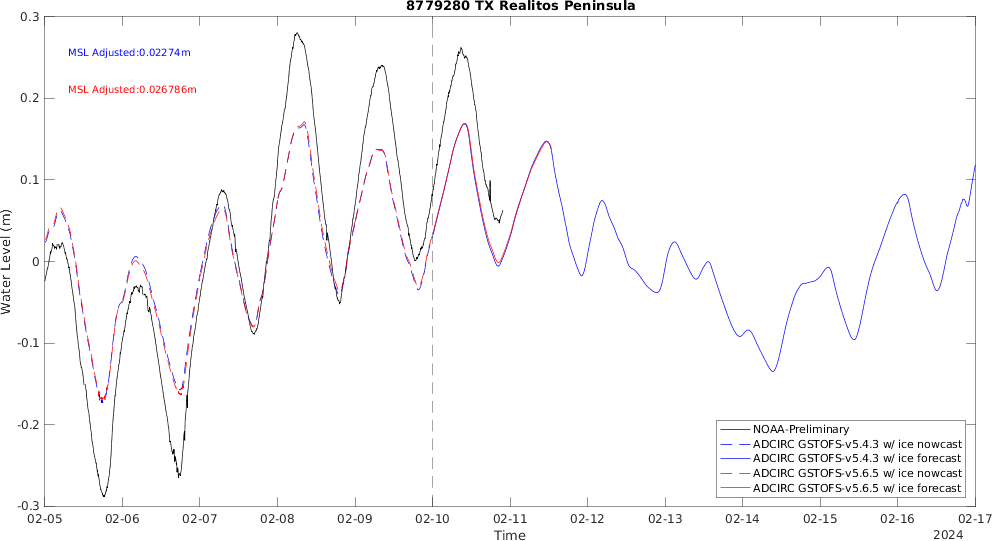 8779280 TX Realitos Peninsula
0.3
0.2
0.1
0
-0.1
-0.2
-0.3
Water Level (m)
MSL Adjusted:0.02274m
MSL Adjusted:0.026786m
NOAA-Preliminary
ADCIRC GSTOFS-v5.4.3 w/ ice nowcast
ADCIRC GSTOFS-v5.4.3 w/ ice forecast
ADCIRC GSTOFS-v5.6.5 w/ ice nowcast
ADCIRC GSTOFS-v5.6.5 w/ ice forecast
02-05 02-06 02-07 02-08 02-09 02-10 02-11 02-12 02-13 02-14 02-15 02-16 02-17
Time
2024